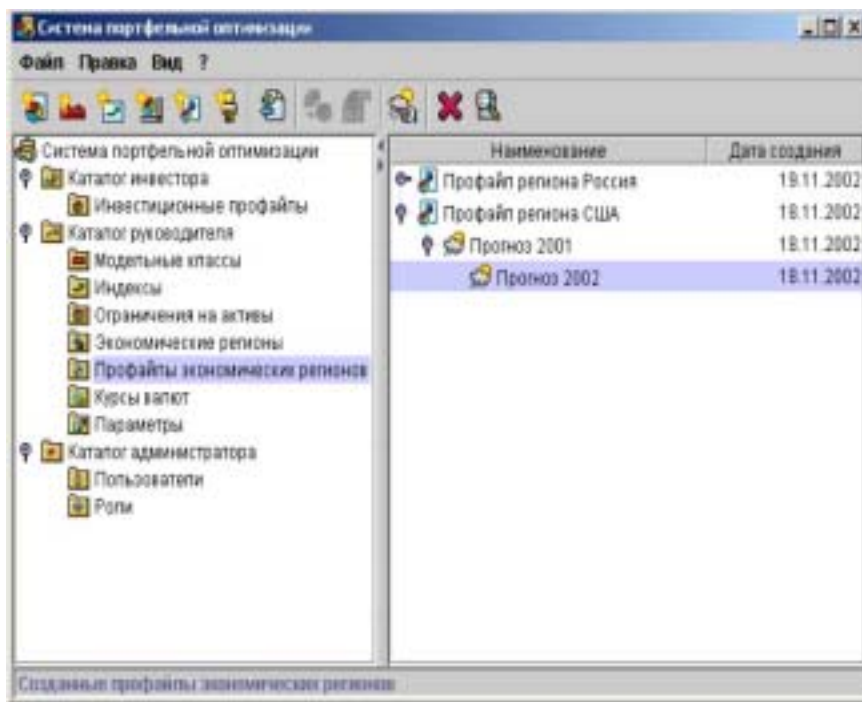 Система портфельной оптимизации
Файл Правка Вид ?
Система портфельной оптимизации
Каталог инвестора
Инвестиционные профайлы
Каталог руководителя
Модельные классы
Индексы
Ограничения на активы
Экономические регионы
Профайлы экономических регионов
Курсы валют
Параметры
Каталог администратора
Пользователи
Роли
Наименование Дата создания
Профайл региона Россия 19.11.2002
Профайл региона США 18.11.2002
Прогноз 2001 18.11.2002
Прогноз 2002 18.11.2002
Созданные профайлы экономических регионов